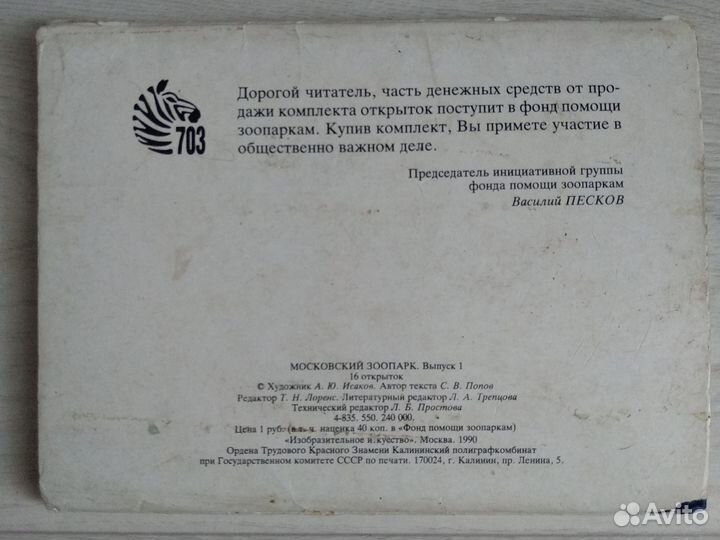 703
Дорогой читатель, часть денежных средств от про-
дажи комплекта открыток поступит в фонд помощи
зоопаркам. Купив комплект, Вы примете участие в
общественно важном деле.
Председатель инициативной группы
фонда помощи зоопаркам
Василий ПЕСКОВ
МОСКОВСКИЙ ЗООПАРК. Выпуск 1
16 открыток
© Художник А. Ю. Исаков. Автор текста С. В. Попов
Редактор Т. Н. Лоренс. Литературный редактор Л. А. Трепцова
Технический редактор Л. Б. Простова
4-835. 550. 240 000.
Цена 1 руб. (в т. ч. наценка 40 коп. в «Фонд помощи зоопаркам)
«Изобразительное искусство». Москва. 1990
Ордена Трудового Красного Знамени Калининский полиграфкомбинат
при Государственном комитете СССР по печати. 170024, г. Калинин, пр. Ленина, 5.
Avito